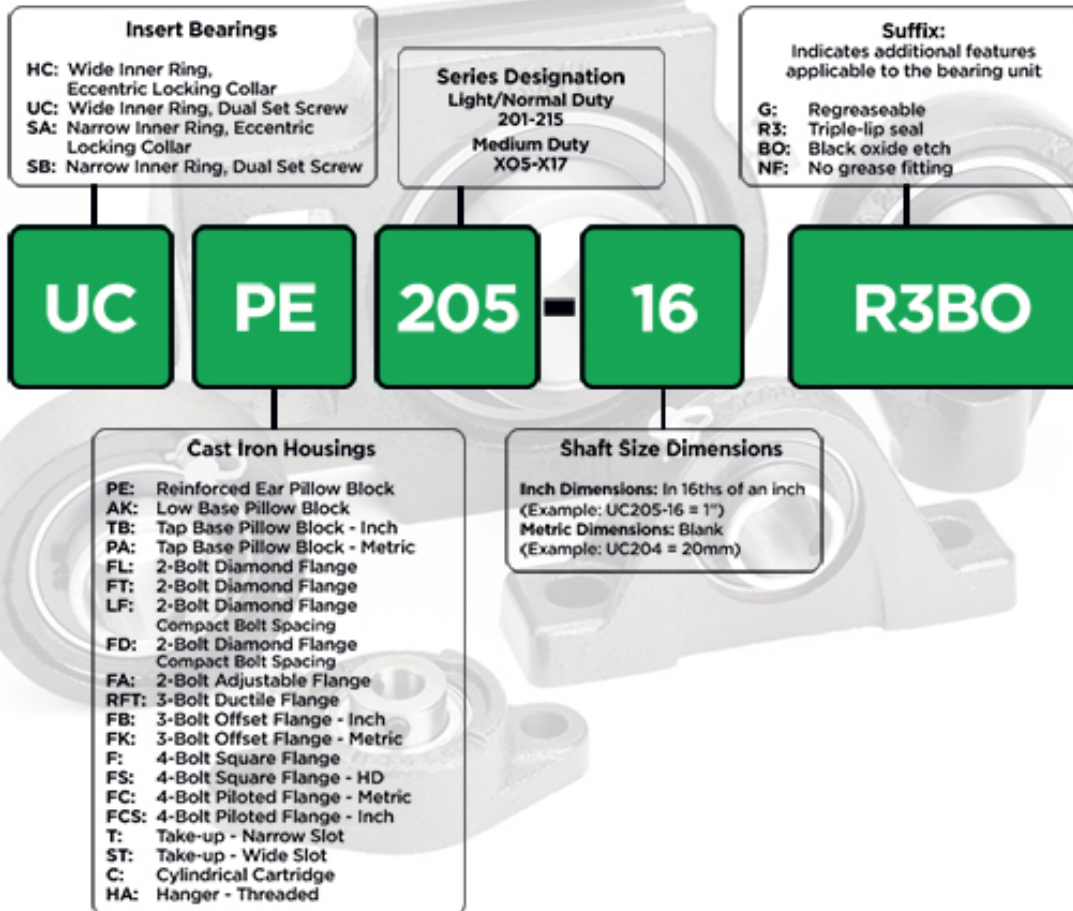 Insert Bearings
HC: Wide Inner Ring,
Eccentric Locking Collar
UC: Wide Inner Ring, Dual Set Screw
SA: Narrow Inner Ring, Eccentric
Locking Collar
SB: Narrow Inner Ring, Dual Set Screw
Series Designation
Light/Normal Duty
201-215
Medium Duty
XO5-X17
Suffix:
Indicates additional features
applicable to the bearing unit
G: Regreaseable
R3: Triple-lip seal
BO: Black oxide etch
NF: No grease fitting
UC PE 205 - 16 R3BO
Cast Iron Housings
PE: Reinforced Ear Pillow Block
AK: Low Base Pillow Block
TB: Tap Base Pillow Block - Inch
PA: Tap Base Pillow Block - Metric
FL: 2-Bolt Diamond Flange
FT: 2-Bolt Diamond Flange
LF: 2-Bolt Diamond Flange
Compact Bolt Spacing
FD: 2-Bolt Diamond Flange
Compact Bolt Spacing
FA: 2-Bolt Adjustable Flange
RFT: 3-Bolt Ductile Flange
FB: 3-Bolt Offset Flange - Inch
FK: 3-Bolt Offset Flange - Metric
F: 4-Bolt Square Flange
FS: 4-Bolt Square Flange - HD
FC: 4-Bolt Piloted Flange - Metric
FCS: 4-Bolt Piloted Flange - Inch
T: Take-up - Narrow Slot
ST: Take-up - Wide Slot
C: Cylindrical Cartridge
HA: Hanger - Threaded
Shaft Size Dimensions
Inch Dimensions: In 16ths of an inch
(Example: UC205-16 = 1")
Metric Dimensions: Blank
(Example: UC204 = 20mm)